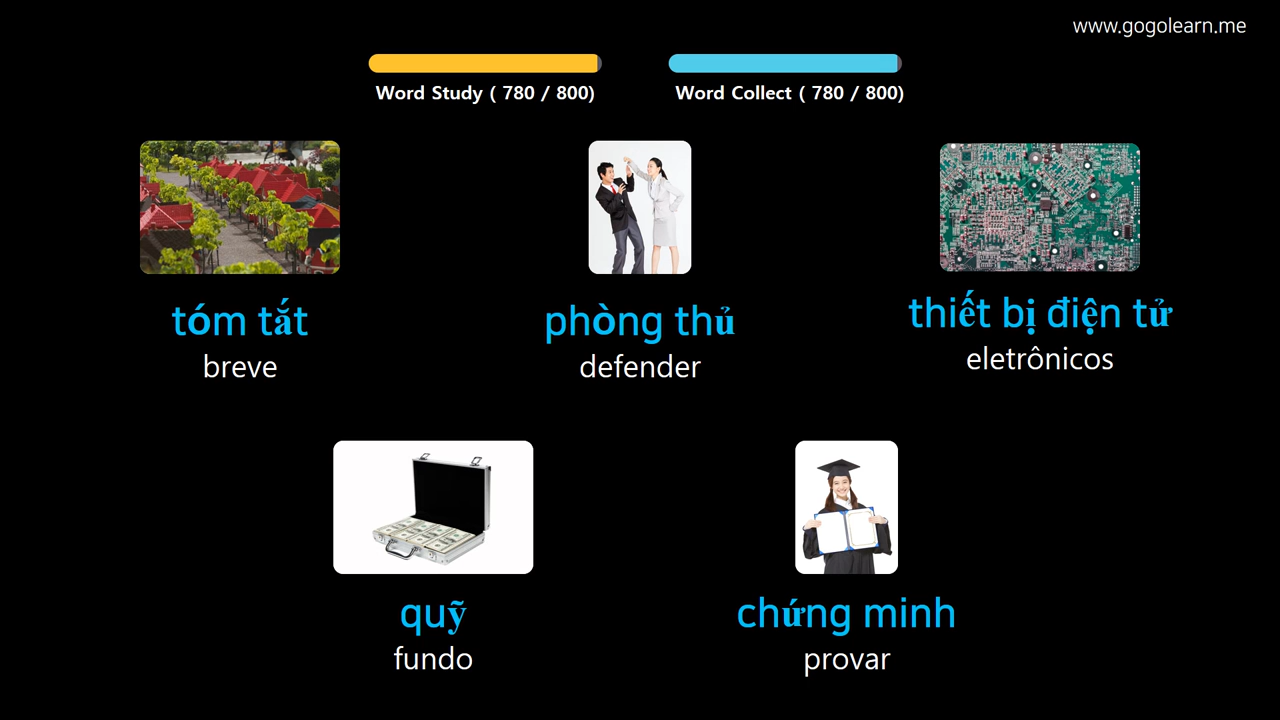 www.gogolearn.me
Word Study ( 780 / 800)
Word Collect ( 780 / 800)
tóm tắt
breve
phòng thủ
defender
thiết bị điện tử
eletrônicos
quỹ
fundo
chứng minh
provar